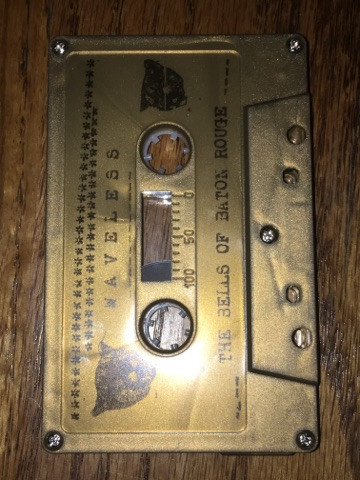 WAVELESS
100 50 0
THE BELLS OF BATON ROUGE